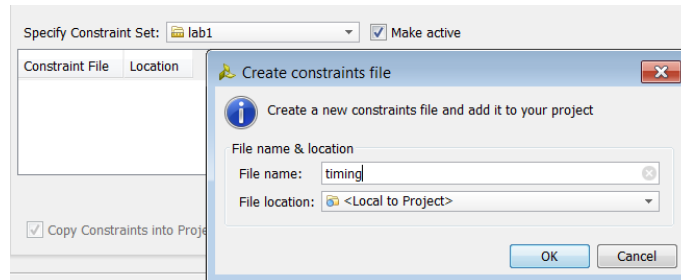 Specify Constraint Set: lab1 Make active
Constraint File Location
Create constraints file
Create a new constraints file and add it to your project
File name & location
File name: timing
File location: <Local to Project>
Copy Constraints into Proje
OK Cancel